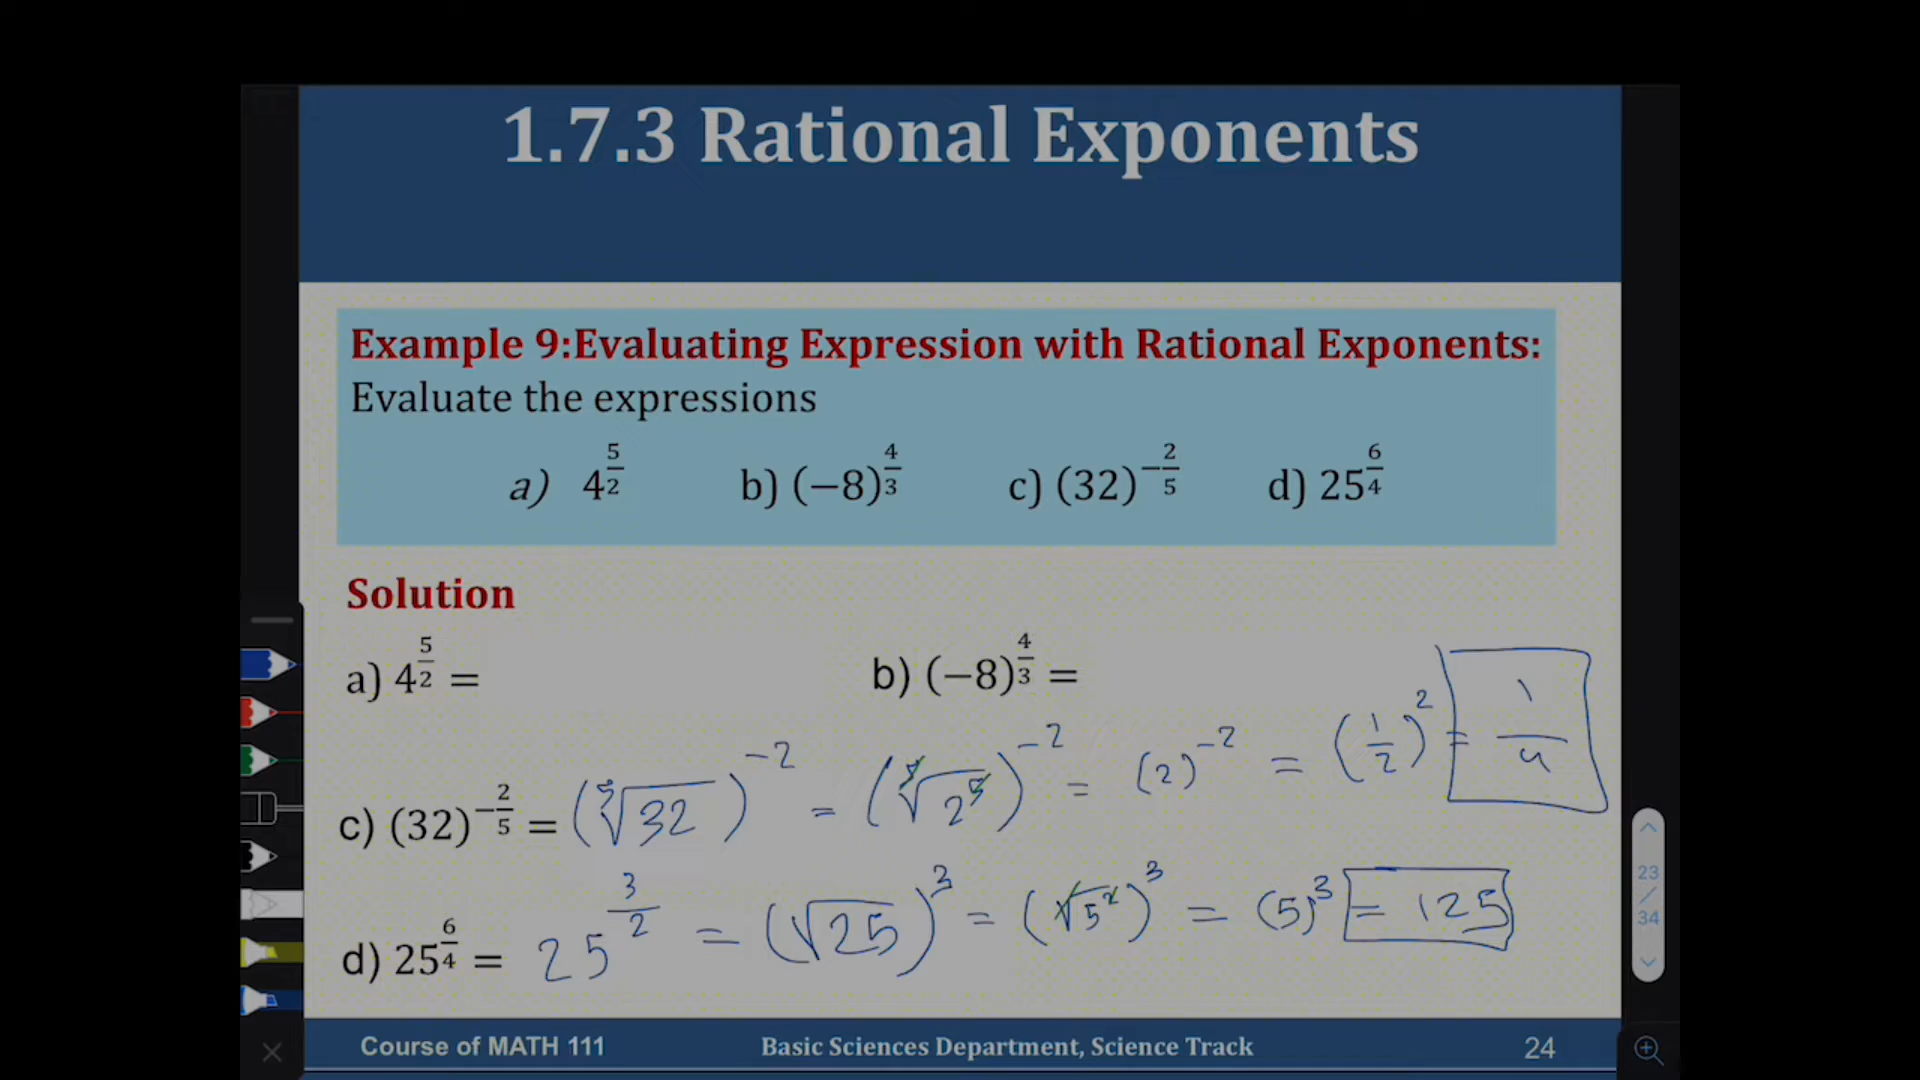 1.7.3 Rational Exponents
Example 9:Evaluating Expression with Rational Exponents:
Evaluate the expressions
a) 4^(5/2) b) (−8)^(4/3) c) (32)^(−2/5) d) 25^(6/4)
Solution
a) 4^(5/2) = b) (−8)^(4/3) =
c) (32)^(−2/5) = (⁵√32)^(-2) = (⁵√2⁵)^(-2) = (2)^(-2) = (1/2)^2 = 1/4
d) 25^(6/4) = 25^(3/2) = (√25)^3 = (√5²)^3 = (5)^3 = 125
23
/
34
Course of MATH 111 Basic Sciences Department, Science Track 24